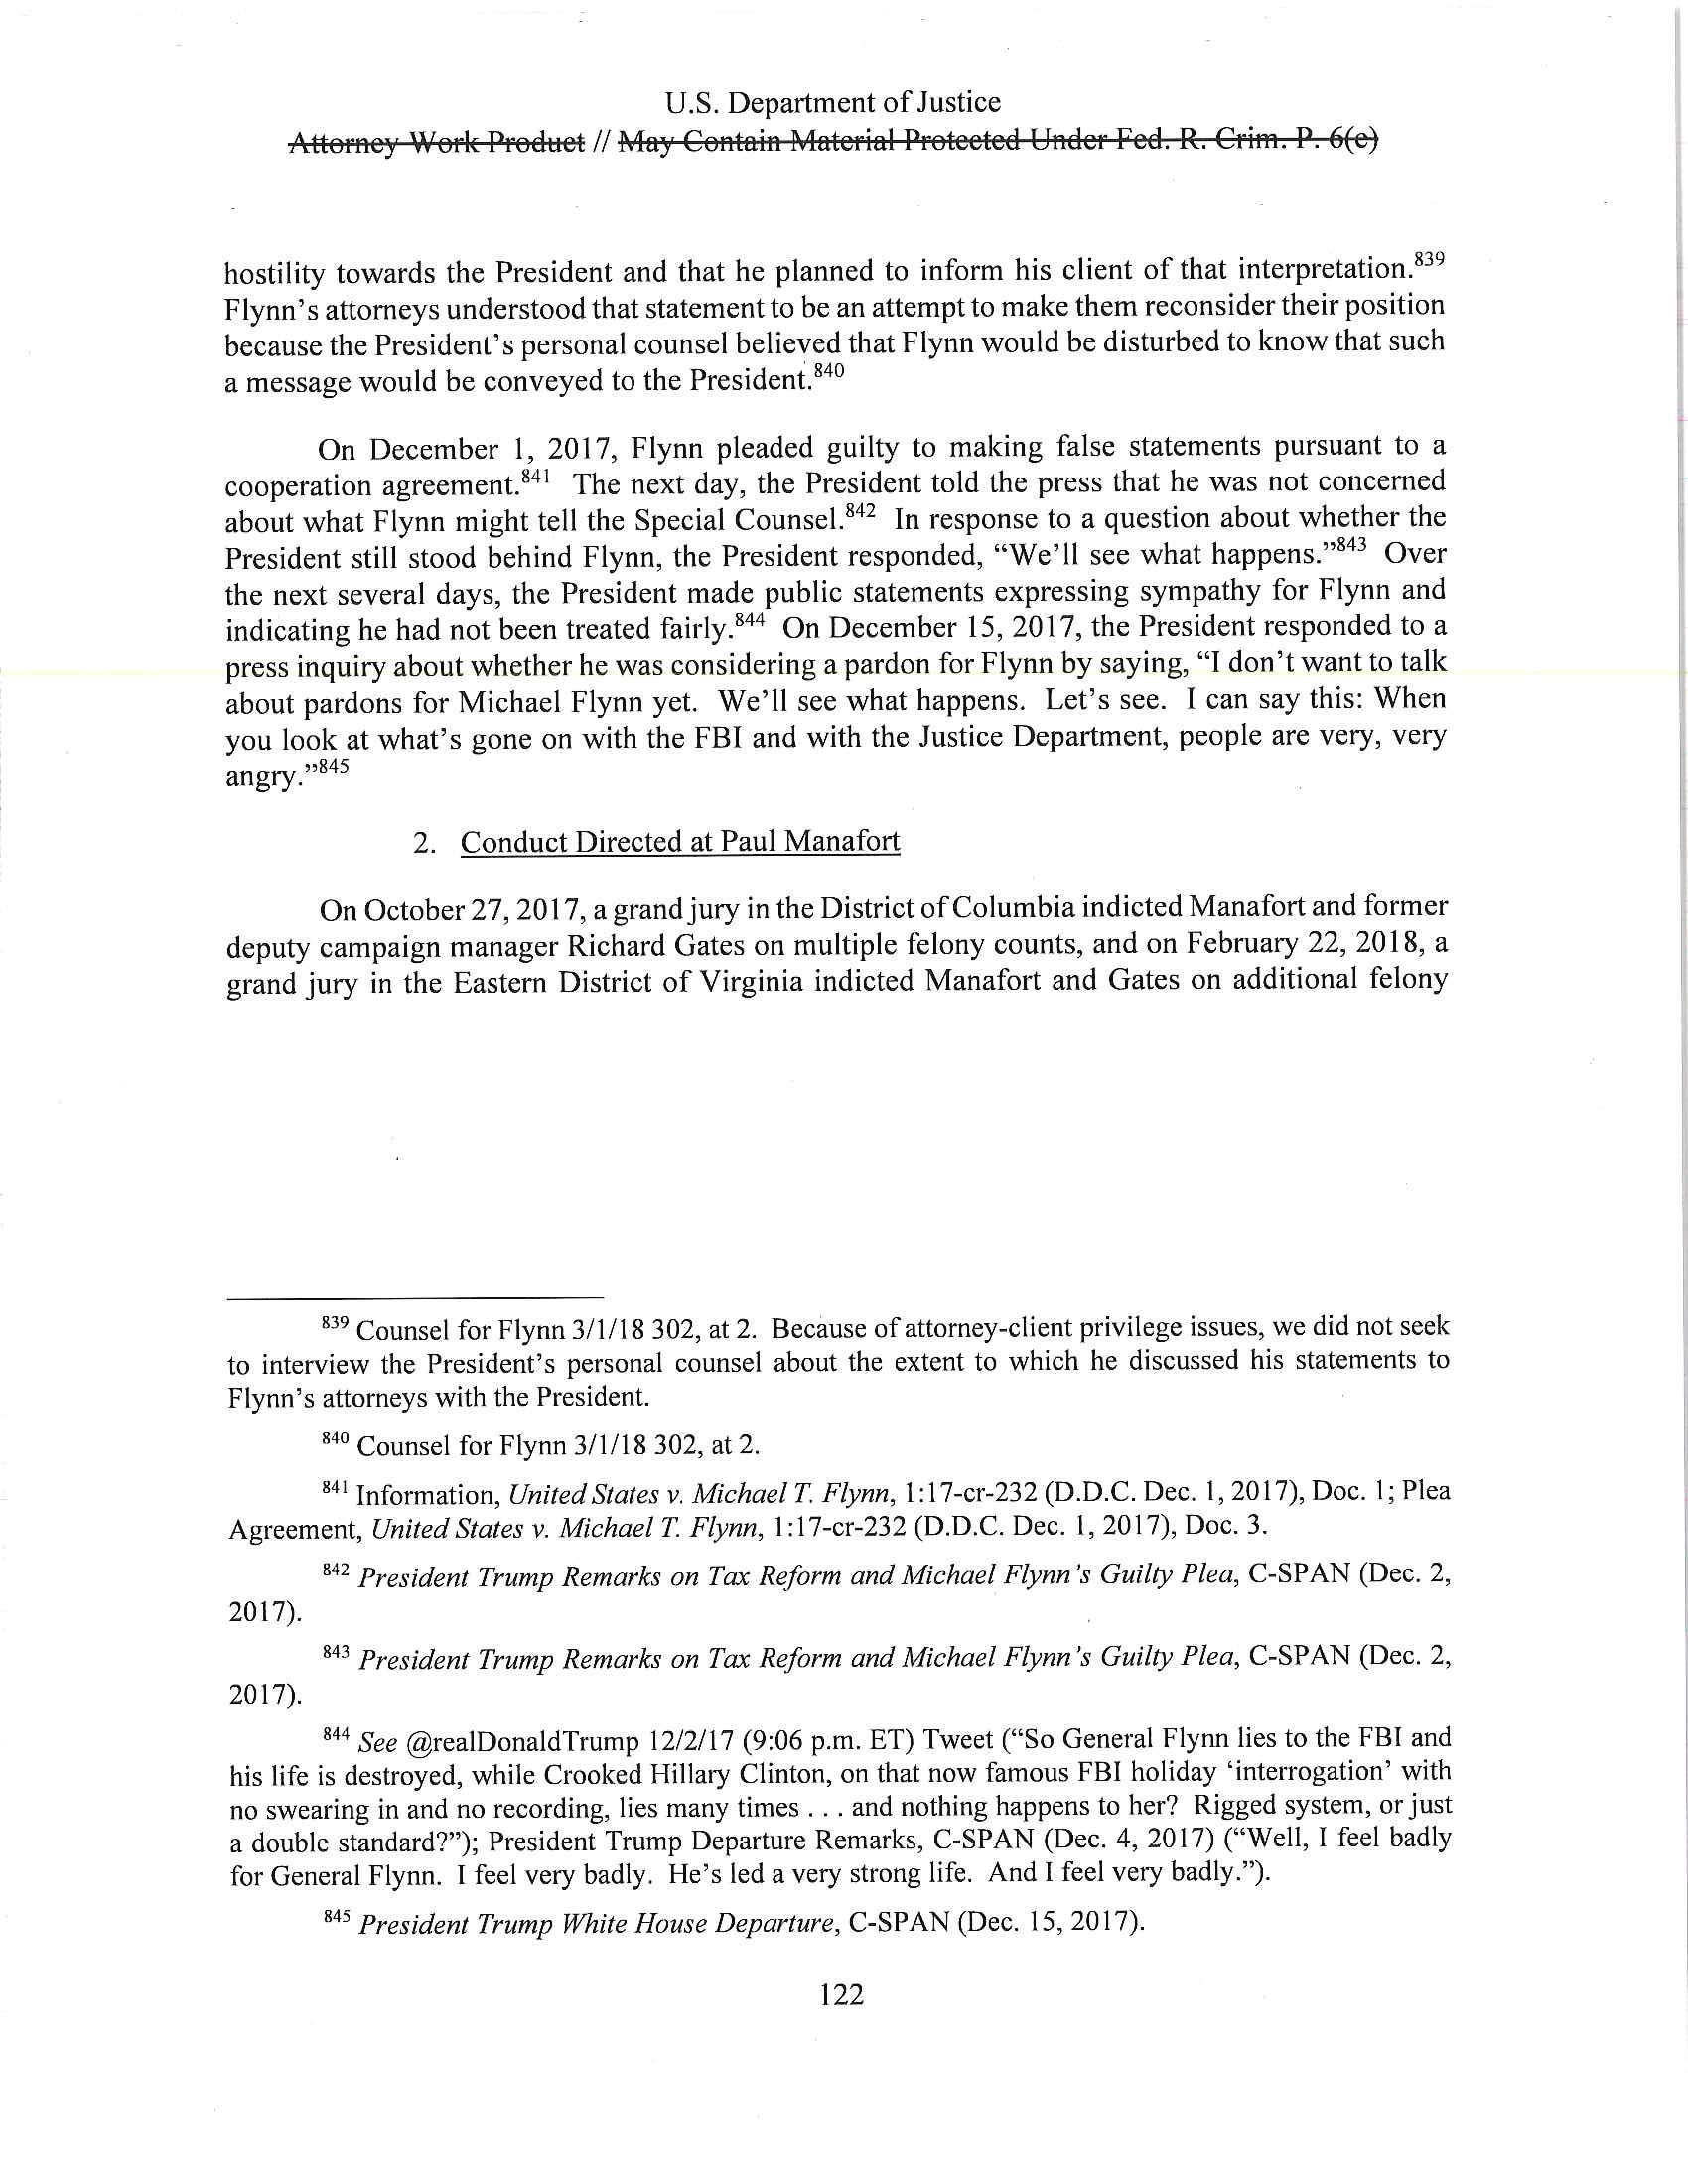 U.S. Department of Justice
Attorney Work Product // May Contain Material Protected Under Fed. R. Crim. P. 6(e)
hostility towards the President and that he planned to inform his client of that interpretation.839
Flynn's attorneys understood that statement to be an attempt to make them reconsider their position
because the President's personal counsel believed that Flynn would be disturbed to know that such
a message would be conveyed to the President.840
On December 1, 2017, Flynn pleaded guilty to making false statements pursuant to a
cooperation agreement.841 The next day, the President told the press that he was not concerned
about what Flynn might tell the Special Counsel.842 In response to a question about whether the
President still stood behind Flynn, the President responded, “We'll see what happens.”843 Over
the next several days, the President made public statements expressing sympathy for Flynn and
indicating he had not been treated fairly.844 On December 15, 2017, the President responded to a
press inquiry about whether he was considering a pardon for Flynn by saying, “I don't want to talk
about pardons for Michael Flynn yet. We'll see what happens. Let's see. I can say this: When
you look at what's gone on with the FBI and with the Justice Department, people are very, very
angry.”845
2. Conduct Directed at Paul Manafort
On October 27, 2017, a grand jury in the District of Columbia indicted Manafort and former
deputy campaign manager Richard Gates on multiple felony counts, and on February 22, 2018, a
grand jury in the Eastern District of Virginia indicted Manafort and Gates on additional felony
839 Counsel for Flynn 3/1/18 302, at 2. Because of attorney-client privilege issues, we did not seek
to interview the President's personal counsel about the extent to which he discussed his statements to
Flynn's attorneys with the President.
840 Counsel for Flynn 3/1/18 302, at 2.
841 Information, United States v. Michael T. Flynn, 1:17-cr-232 (D.D.C. Dec. 1, 2017), Doc. 1; Plea
Agreement, United States v. Michael T. Flynn, 1:17-cr-232 (D.D.C. Dec. 1, 2017), Doc. 3.
842 President Trump Remarks on Tax Reform and Michael Flynn's Guilty Plea, C-SPAN (Dec. 2,
2017).
843 President Trump Remarks on Tax Reform and Michael Flynn's Guilty Plea, C-SPAN (Dec. 2,
2017).
844 See @realDonaldTrump 12/2/17 (9:06 p.m. ET) Tweet (“So General Flynn lies to the FBI and
his life is destroyed, while Crooked Hillary Clinton, on that now famous FBI holiday ‘interrogation’ with
no swearing in and no recording, lies many times . . . and nothing happens to her? Rigged system, or just
a double standard?”); President Trump Departure Remarks, C-SPAN (Dec. 4, 2017) (“Well, I feel badly
for General Flynn. I feel very badly. He's led a very strong life. And I feel very badly.”).
845 President Trump White House Departure, C-SPAN (Dec. 15, 2017).
122